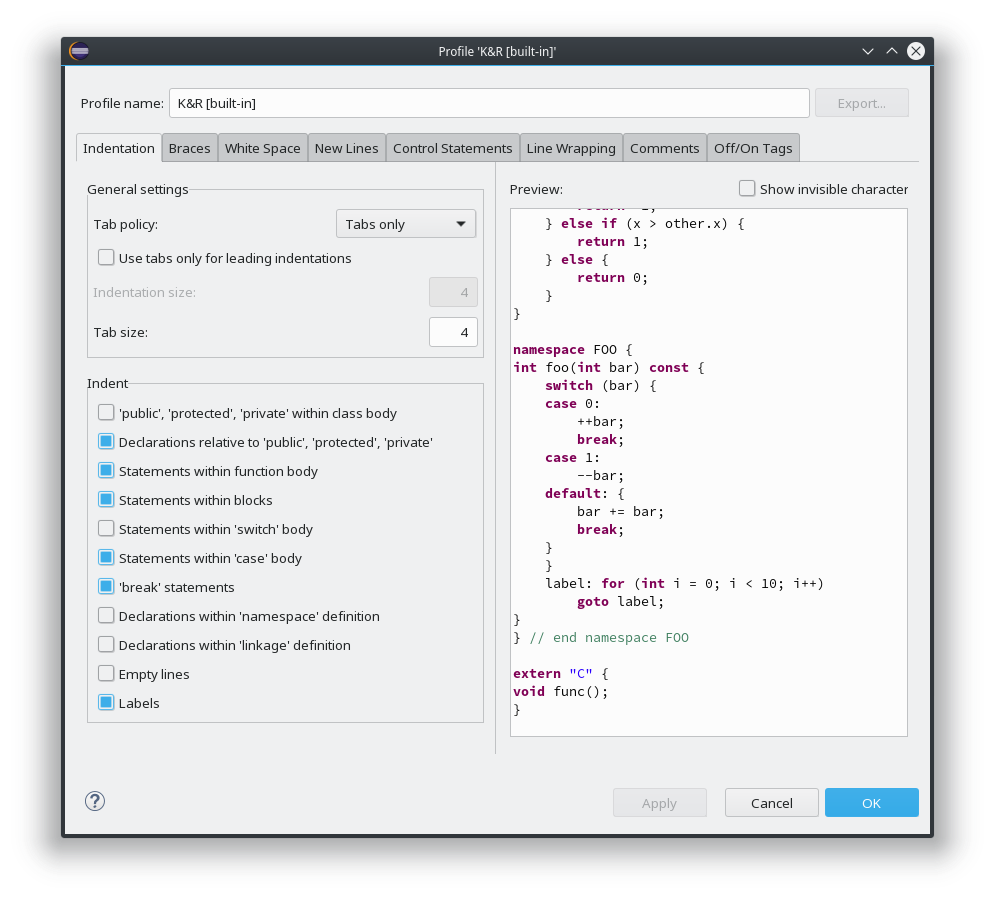 Profile 'K&R [built-in]'
Profile name: K&R [built-in] Export...
Indentation Braces White Space New Lines Control Statements Line Wrapping Comments Off/On Tags
General settings
Tab policy: Tabs only
Use tabs only for leading indentations
Indentation size: 4
Tab size: 4
Indent
'public', 'protected', 'private' within class body
Declarations relative to 'public', 'protected', 'private'
Statements within function body
Statements within blocks
Statements within 'switch' body
Statements within 'case' body
'break' statements
Declarations within 'namespace' definition
Declarations within 'linkage' definition
Empty lines
Labels
Preview: Show invisible character
} else if (x > other.x) {
return 1;
} else {
return 0;
}
}
namespace FOO {
int foo(int bar) const {
switch (bar) {
case 0:
++bar;
break;
case 1:
--bar;
default: {
bar += bar;
break;
}
}
label: for (int i = 0; i < 10; i++)
goto label;
}
} // end namespace FOO
extern "C" {
void func();
}
? Apply Cancel OK